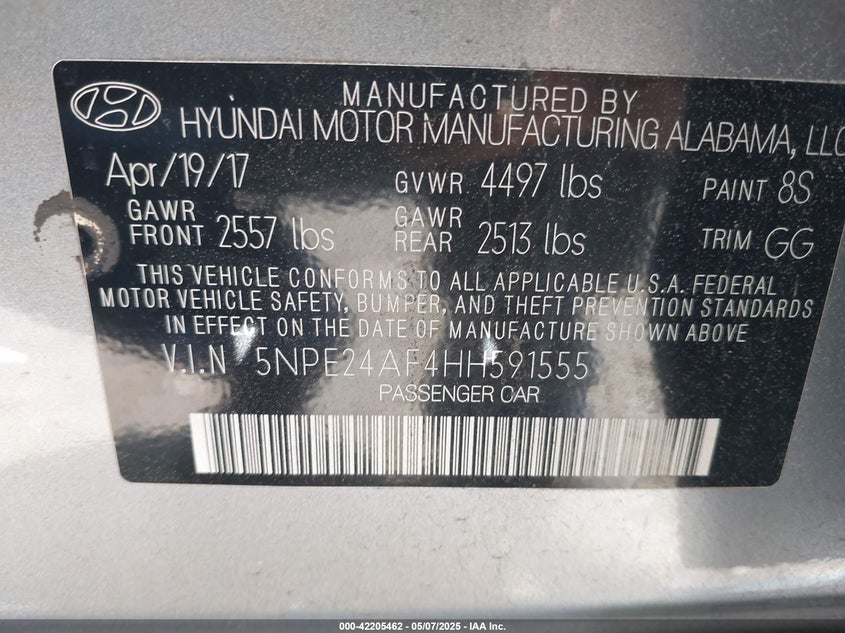 MANUFACTURED BY
HYUNDAI MOTOR MANUFACTURING ALABAMA, LLC
Apr/19/17 GVWR 4497 lbs PAINT 8S
GAWR FRONT 2557 lbs GAWR REAR 2513 lbs TRIM GG
THIS VEHICLE CONFORMS TO ALL APPLICABLE U.S.A. FEDERAL
MOTOR VEHICLE SAFETY, BUMPER, AND THEFT PREVENTION STANDARDS
IN EFFECT ON THE DATE OF MANUFACTURE SHOWN ABOVE
V.I.N 5NPE24AF4HH591555
PASSENGER CAR
000-42205462 - 05/07/2025 - IAA Inc.